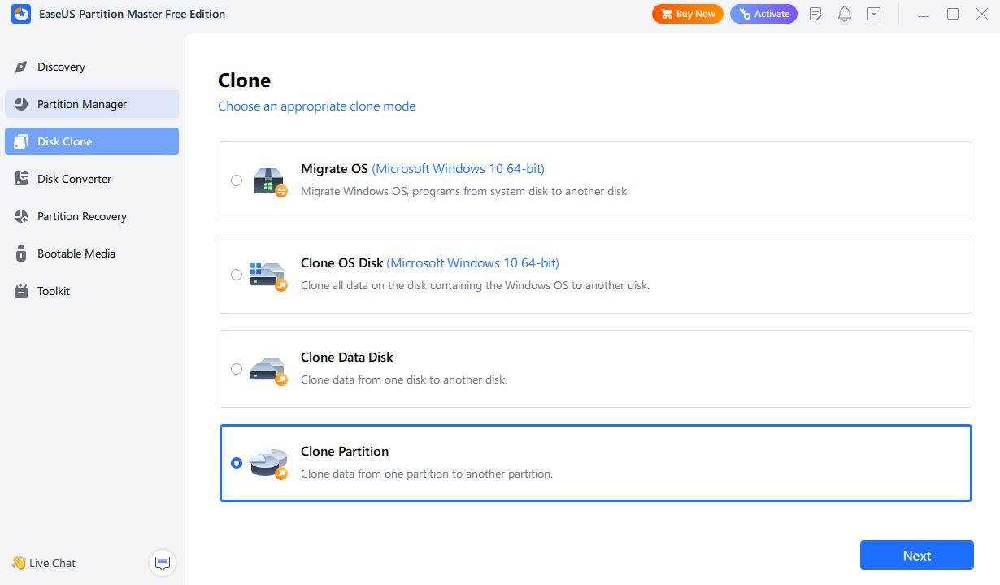 EaseUS Partition Master Free Edition
Buy Now
Activate
Discovery
Partition Manager
Disk Clone
Disk Converter
Partition Recovery
Bootable Media
Toolkit
Clone
Choose an appropriate clone mode
Migrate OS (Microsoft Windows 10 64-bit)
Migrate Windows OS, programs from system disk to another disk.
Clone OS Disk (Microsoft Windows 10 64-bit)
Clone all data on the disk containing the Windows OS to another disk.
Clone Data Disk
Clone data from one disk to another disk.
Clone Partition
Clone data from one partition to another partition.
Live Chat
Next